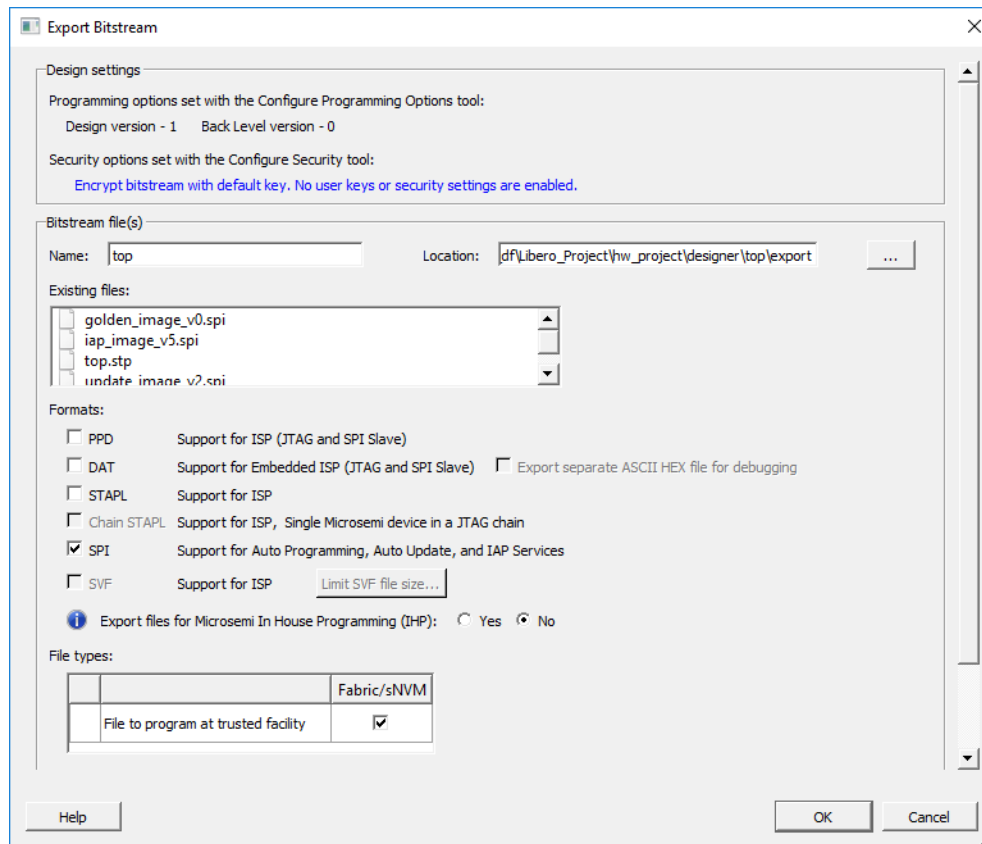 Export Bitstream
Design settings
Programming options set with the Configure Programming Options tool:
Design version - 1 Back Level version - 0
Security options set with the Configure Security tool:
Encrypt bitstream with default key. No user keys or security settings are enabled.
Bitstream file(s)
Name: top Location: df\Libero_Project\hw_project\designer\top\export ...
Existing files:
golden_image_v0.spi
iap_image_v5.spi
top.stp
update_image_v2.spi
Formats:
PPD Support for ISP (JTAG and SPI Slave)
DAT Support for Embedded ISP (JTAG and SPI Slave) Export separate ASCII HEX file for debugging
STAPL Support for ISP
Chain STAPL Support for ISP, Single Microsemi device in a JTAG chain
SPI Support for Auto Programming, Auto Update, and IAP Services
SVF Support for ISP Limit SVF file size...
Export files for Microsemi In House Programming (IHP): Yes No
File types:
Fabric/sNVM
File to program at trusted facility
Help OK Cancel